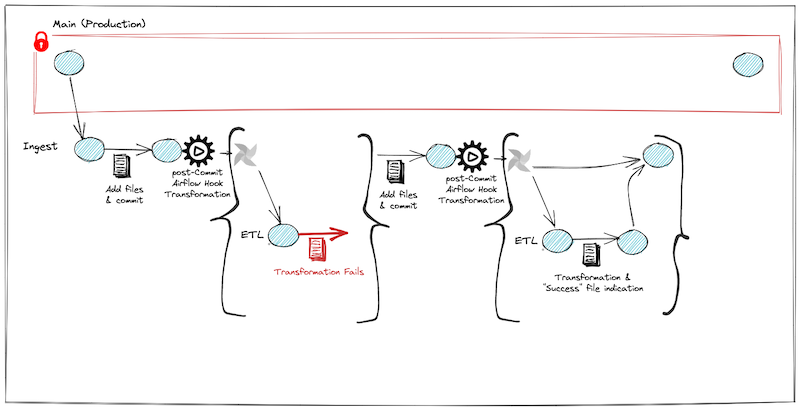 Main (Production)
Ingest
Add files
& commit
post-Commit
Airflow Hook
Transformation
ETL
Transformation Fails
Add files
& commit
post-Commit
Airflow Hook
Transformation
ETL
Transformation &
"Success" file indication